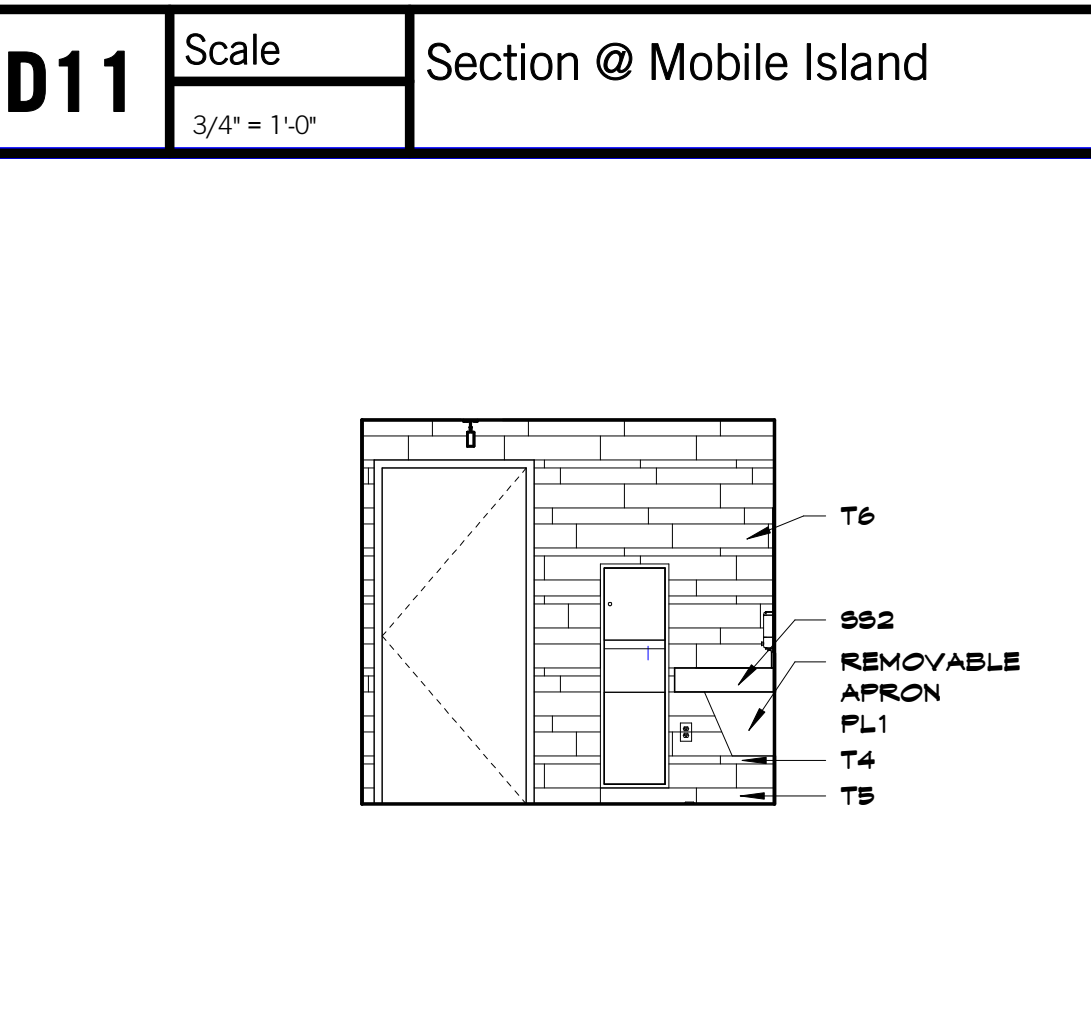 D11
Scale
3/4" = 1'-0"
Section @ Mobile Island
T6
SS2
REMOVABLE
APRON
PL1
T4
T5